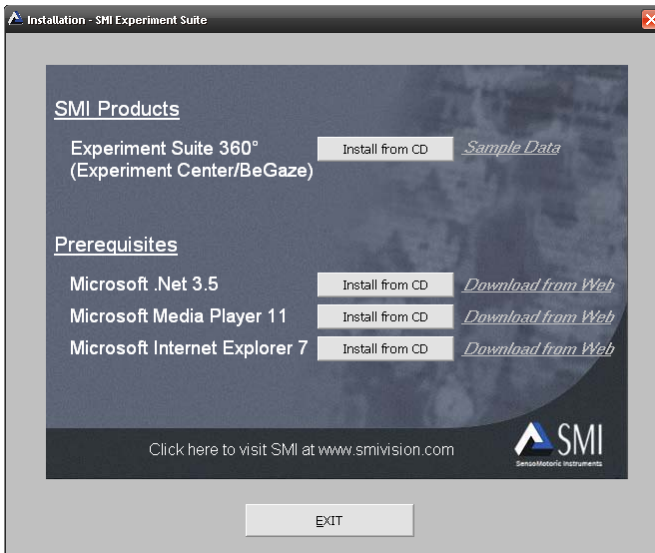 Installation - SMI Experiment Suite
SMI Products
Experiment Suite 360° Install from CD Sample Data
(Experiment Center/BeGaze)
Prerequisites
Microsoft .Net 3.5 Install from CD Download from Web
Microsoft Media Player 11 Install from CD Download from Web
Microsoft Internet Explorer 7 Install from CD Download from Web
Click here to visit SMI at www.smivision.com
SMI
SensoMotoric Instruments
EXIT